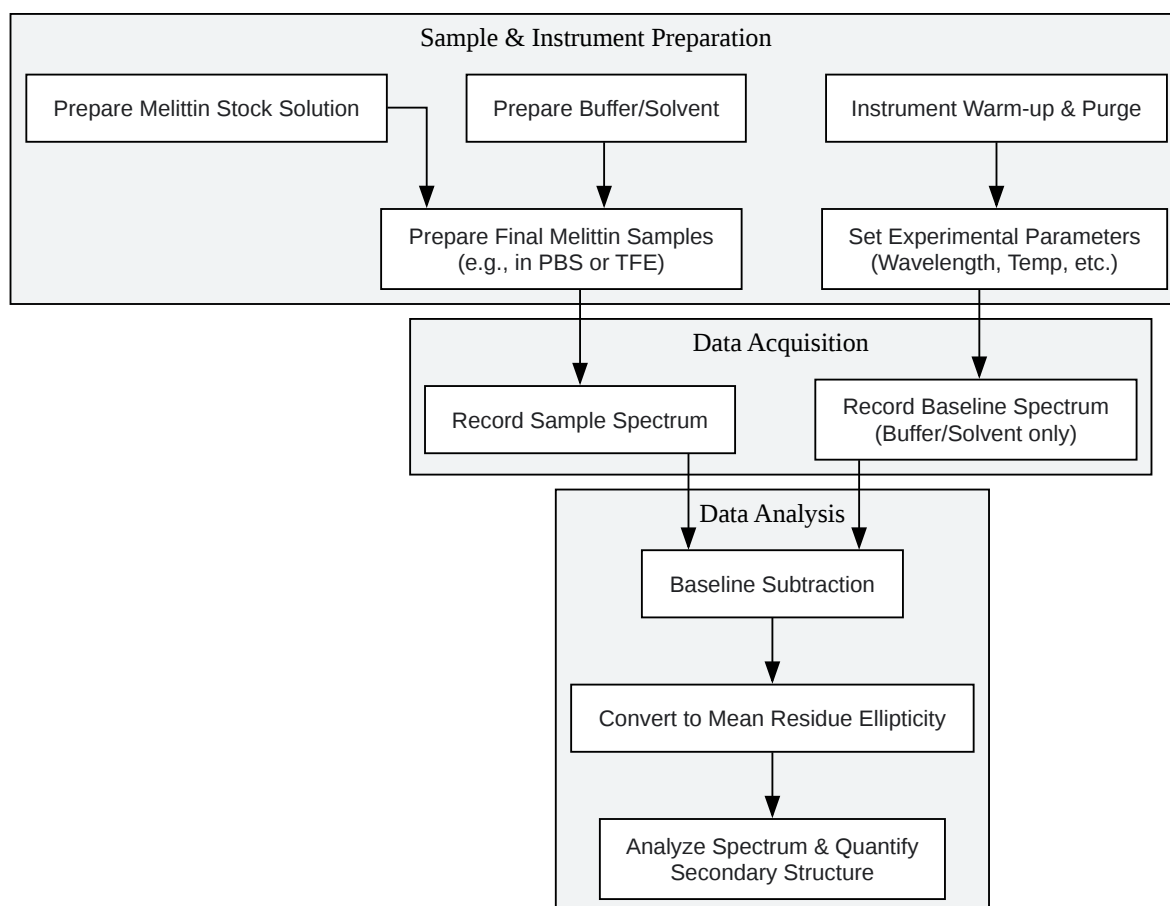 Sample & Instrument Preparation
Prepare Melittin Stock Solution
Prepare Buffer/Solvent
Instrument Warm-up & Purge
Prepare Final Melittin Samples
(e.g., in PBS or TFE)
Set Experimental Parameters
(Wavelength, Temp, etc.)
Data Acquisition
Record Sample Spectrum
Record Baseline Spectrum
(Buffer/Solvent only)
Data Analysis
Baseline Subtraction
Convert to Mean Residue Ellipticity
Analyze Spectrum & Quantify
Secondary Structure